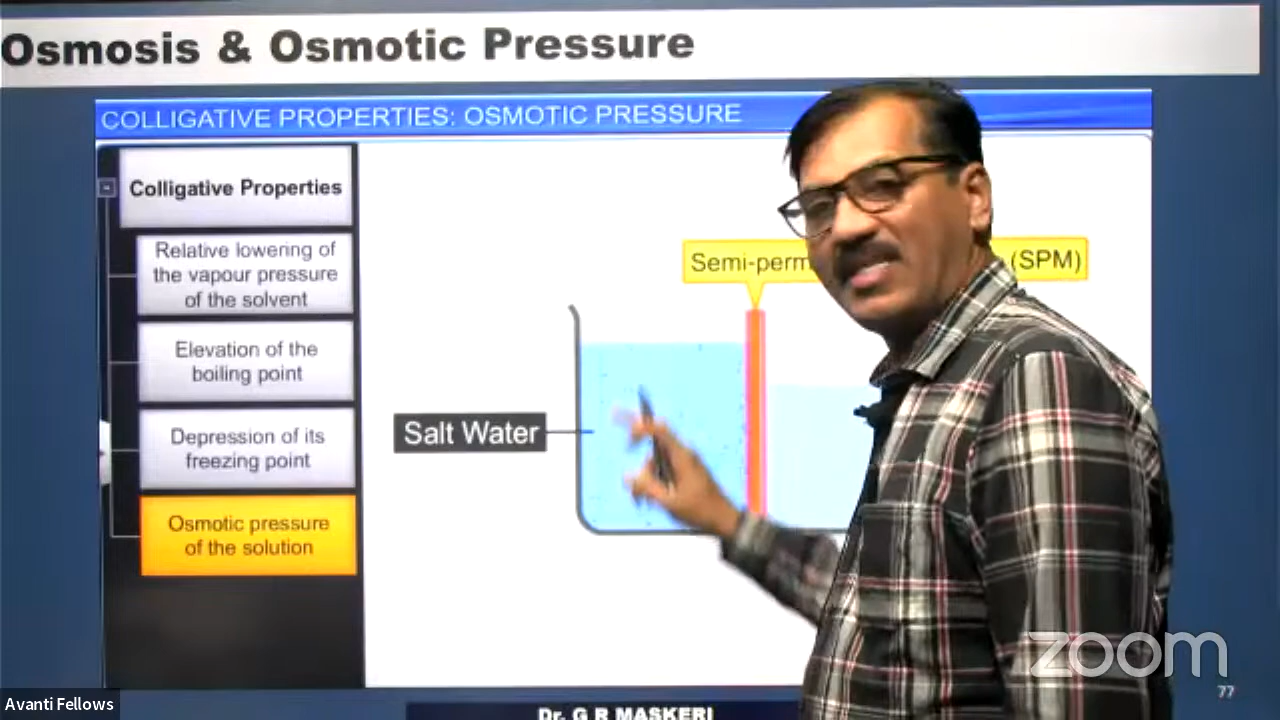 Osmosis & Osmotic Pressure
COLLIGATIVE PROPERTIES: OSMOTIC PRESSURE
Colligative Properties
Relative lowering of
the vapour pressure
of the solvent
Elevation of the
boiling point
Depression of its
freezing point
Osmotic pressure
of the solution
(SPM)
Salt Water
zoom
77
Avanti Fellows
Dr. G R MASKERI